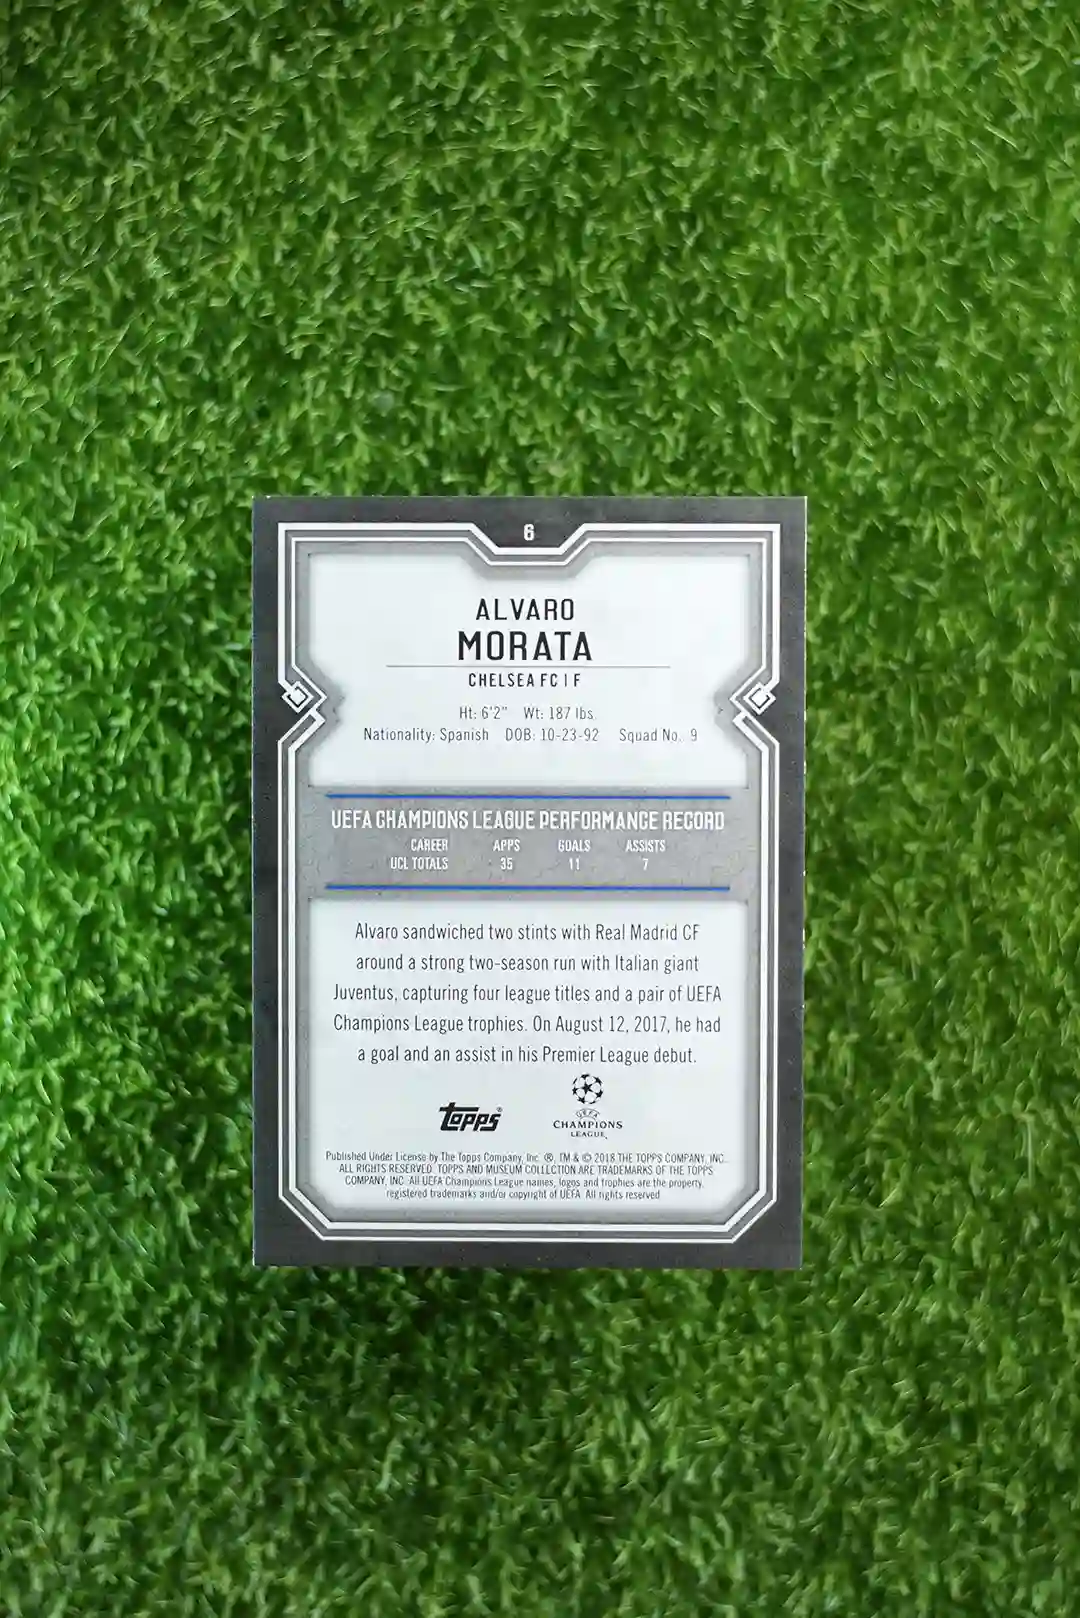 6
ALVARO
MORATA
CHELSEA FC | F
Ht: 6'2" Wt: 187 lbs.
Nationality: Spanish DOB: 10-23-92 Squad No.: 9
UEFA CHAMPIONS LEAGUE PERFORMANCE RECORD
CAREER APPS GOALS ASSISTS
UCL TOTALS 35 11 7
Alvaro sandwiched two stints with Real Madrid CF
around a strong two-season run with Italian giant
Juventus, capturing four league titles and a pair of UEFA
Champions League trophies. On August 12, 2017, he had
a goal and an assist in his Premier League debut.
Topps®
UEFA
CHAMPIONS
LEAGUE
Published Under License by The Topps Company, Inc. ®, TM & © 2018 THE TOPPS COMPANY, INC.
ALL RIGHTS RESERVED. TOPPS AND MUSEUM COLLECTION ARE TRADEMARKS OF THE TOPPS
COMPANY, INC. All UEFA Champions League names, logos and trophies are the property,
registered trademarks and/or copyright of UEFA. All rights reserved.